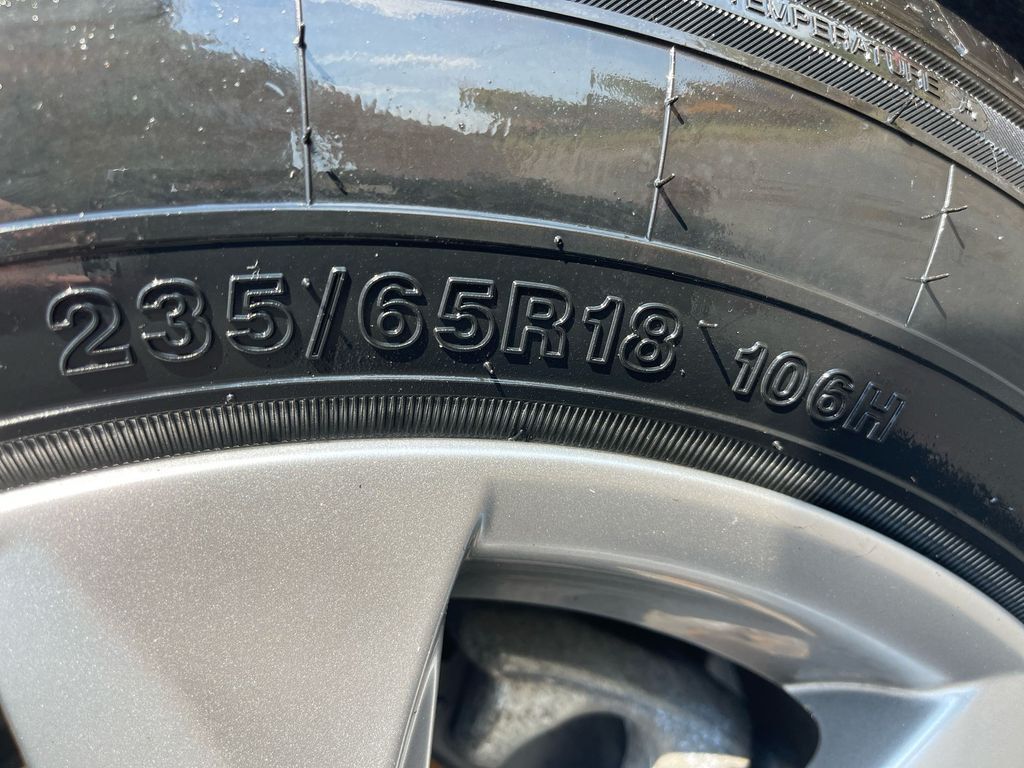 TEMPERATURE A
235/65R18 106H